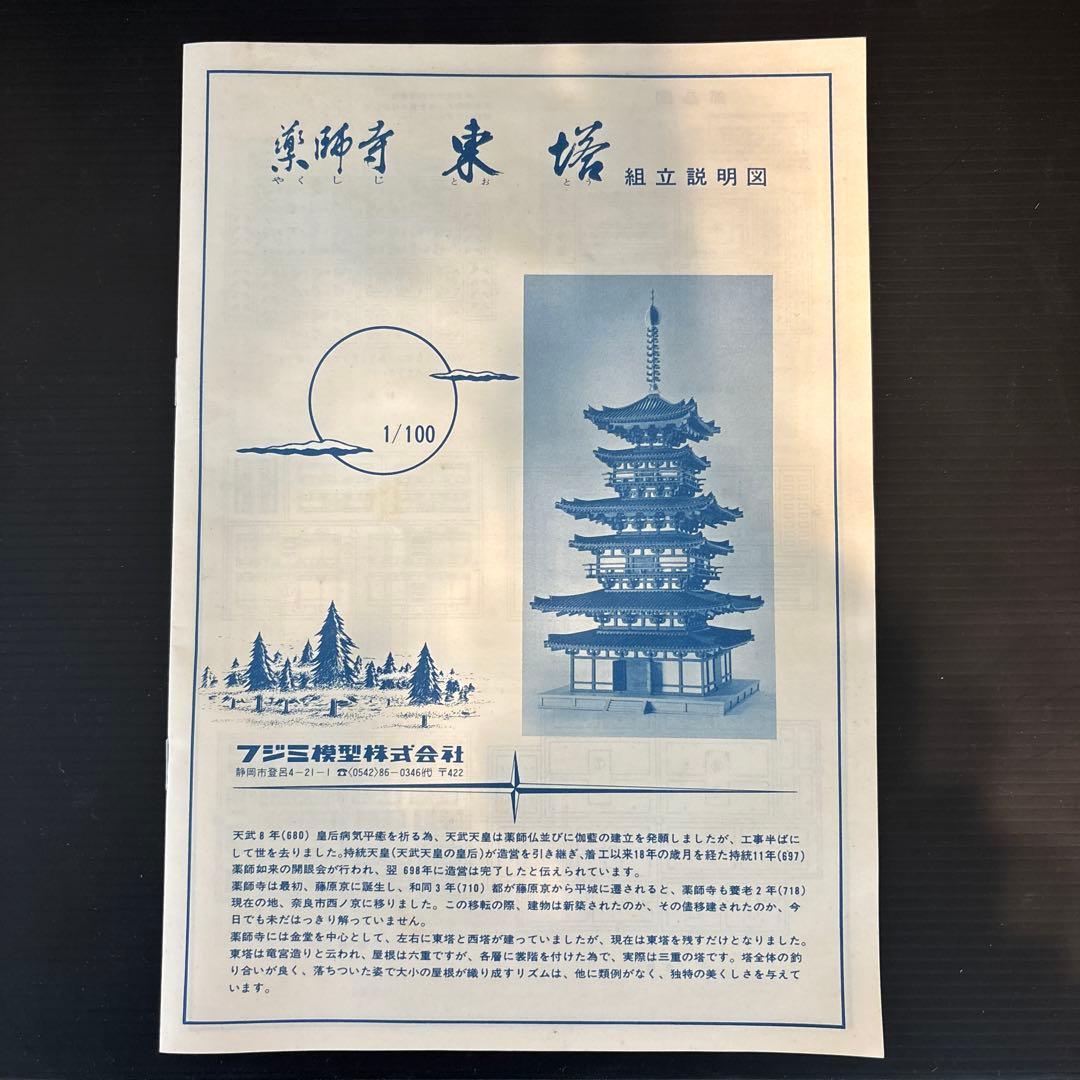 薬師寺 東 塔 組立説明図
やくしじ とお とう
1/100
フジミ模型株式会社
静岡市登呂4-21-1 ☎(0542)86-0346代 〒422
天武8年(680) 皇后病気平癒を祈る為、天武天皇は薬師仏並びに伽藍の建立を発願しましたが、工事半ばに
して世を去りました。持統天皇(天武天皇の皇后)が造営を引き継ぎ、着工以来18年の歳月を経た持統11年(697)
薬師如来の開眼会が行われ、翌698年に造営は完了したと伝えられています。
薬師寺は最初、藤原京に誕生し、和同3年(710) 都が藤原京から平城に遷されると、薬師寺も養老2年(718)
現在の地、奈良市西ノ京に移りました。この移転の際、建物は新築されたのか、その儘移建されたのか、今
日でも未だはっきり解っていません。
薬師寺には金堂を中心として、左右に東塔と西塔が建っていましたが、現在は東塔を残すだけとなりました。
東塔は竜宮造りと云われ、屋根は六重ですが、各層に裳階を付けた為で、実際は三重の塔です。塔全体の釣
り合いが良く、落ちついた姿で大小の屋根が織り成すリズムは、他に類例がなく、独特の美くしさを与えて
います。